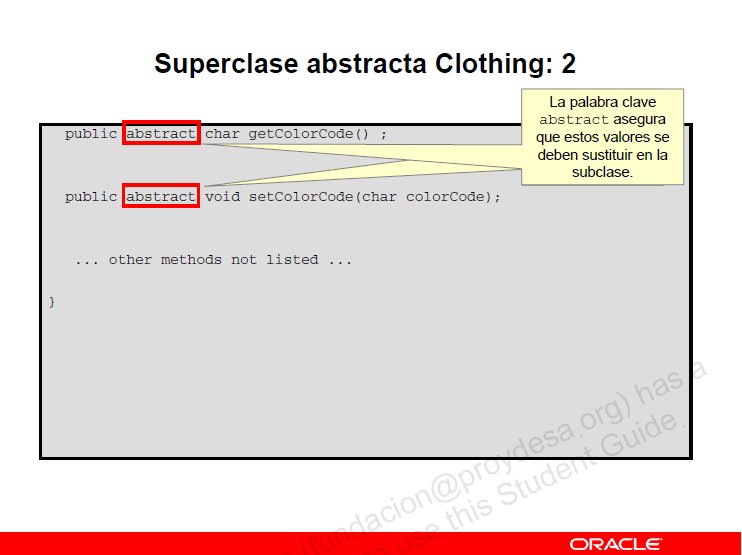 Superclase abstracta Clothing: 2
La palabra clave
abstract asegura
que estos valores se
deben sustituir en la
subclase.
public abstract char getColorCode() ;
public abstract void setColorCode(char colorCode);
... other methods not listed ...
}
(fundacion@proydesa.org) has a
to use this Student Guide.
ORACLE